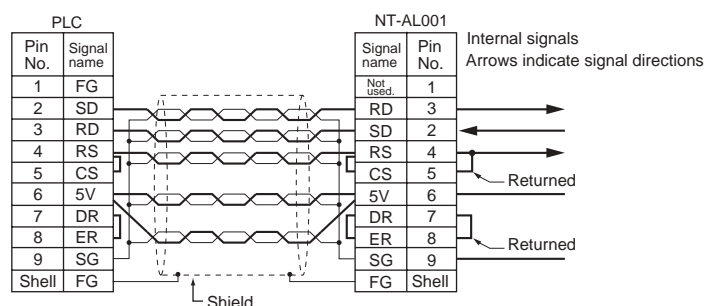 PLC
Pin No. Signal name
1 FG
2 SD
3 RD
4 RS
5 CS
6 5V
7 DR
8 ER
9 SG
Shell FG
Shield
NT-AL001
Signal name Pin No.
Not used. 1
RD 3
SD 2
RS 4
CS 5
5V 6
DR 7
ER 8
SG 9
FG Shell
Internal signals
Arrows indicate signal directions
Returned
Returned